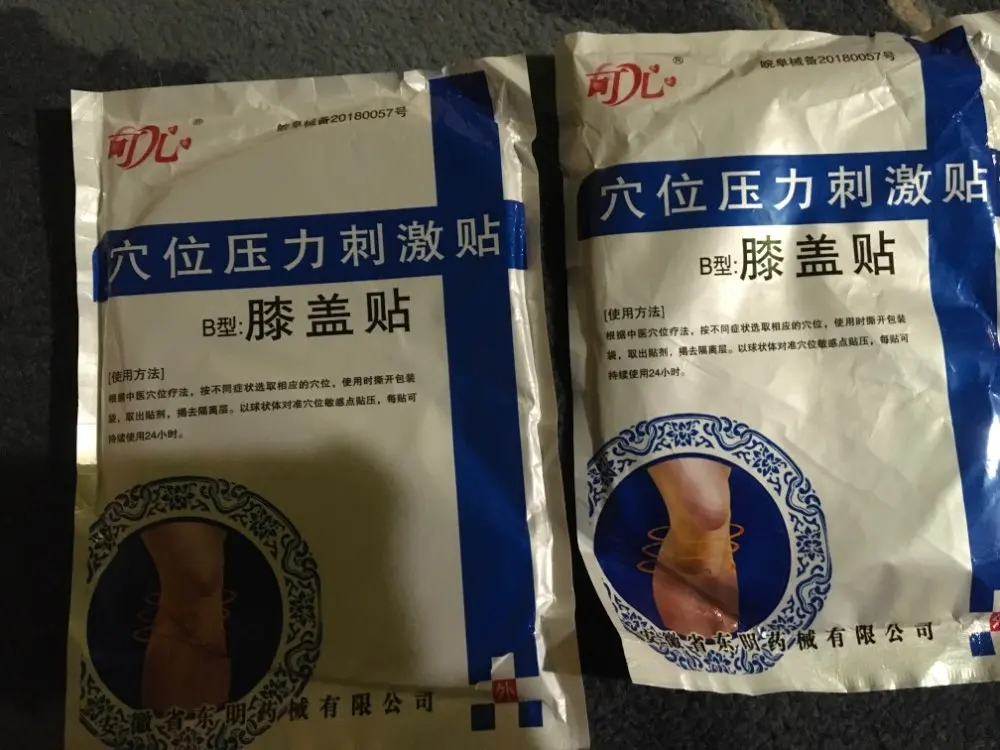 可心®
皖阜械备20180057号
穴位压力刺激贴
B型:膝盖贴
[使用方法]
根据中医穴位疗法，按不同症状选取相应的穴位，使用时撕开包装
袋，取出贴剂，揭去隔离层。以球状体对准穴位敏感点贴压，每贴可
持续使用24小时。
安徽省东明药械有限公司
外
可心®
皖阜械备20180057号
穴位压力刺激贴
B型:膝盖贴
[使用方法]
根据中医穴位疗法，按不同症状选取相应的穴位，使用时撕开包装
袋，取出贴剂，揭去隔离层。以球状体对准穴位敏感点贴压，每贴可
持续使用24小时。
安徽省东明药械有限公司